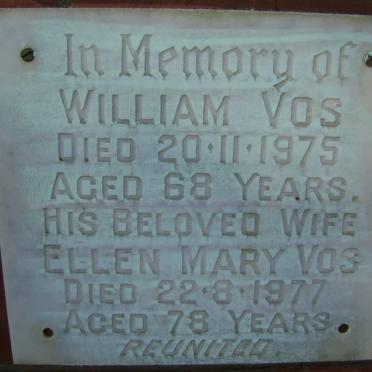 In Memory of
WILLIAM VOS
DIED 20·11·1975
AGED 68 YEARS.
HIS BELOVED WIFE
ELLEN MARY VOS
DIED 22·8·1977
AGED 78 YEARS
REUNITED.